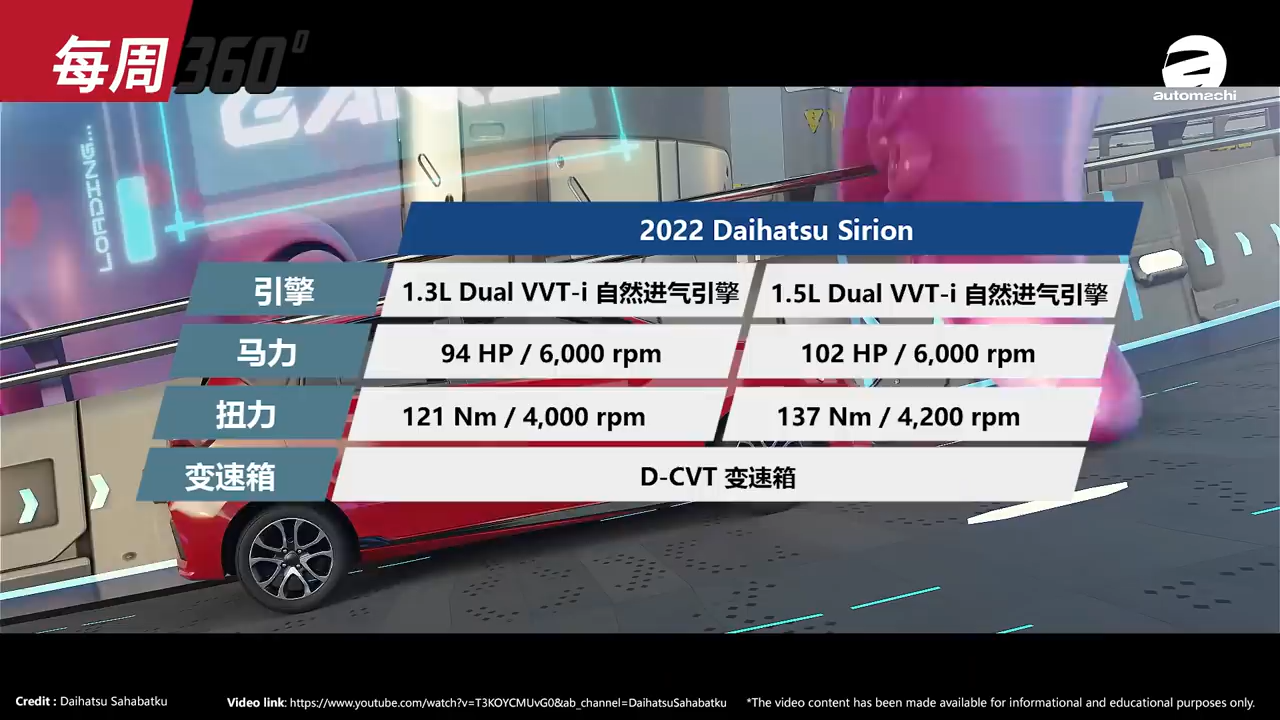 每周360°
automachi
GAME
LOADING...
2022 Daihatsu Sirion
引擎 1.3L Dual VVT-i 自然进气引擎 1.5L Dual VVT-i 自然进气引擎
马力 94 HP / 6,000 rpm 102 HP / 6,000 rpm
扭力 121 Nm / 4,000 rpm 137 Nm / 4,200 rpm
变速箱 D-CVT 变速箱
Credit : Daihatsu Sahabatku Video link: https://www.youtube.com/watch?v=T3KOYCMUvG0&ab_channel=DaihatsuSahabatku *The video content has been made available for informational and educational purposes only.